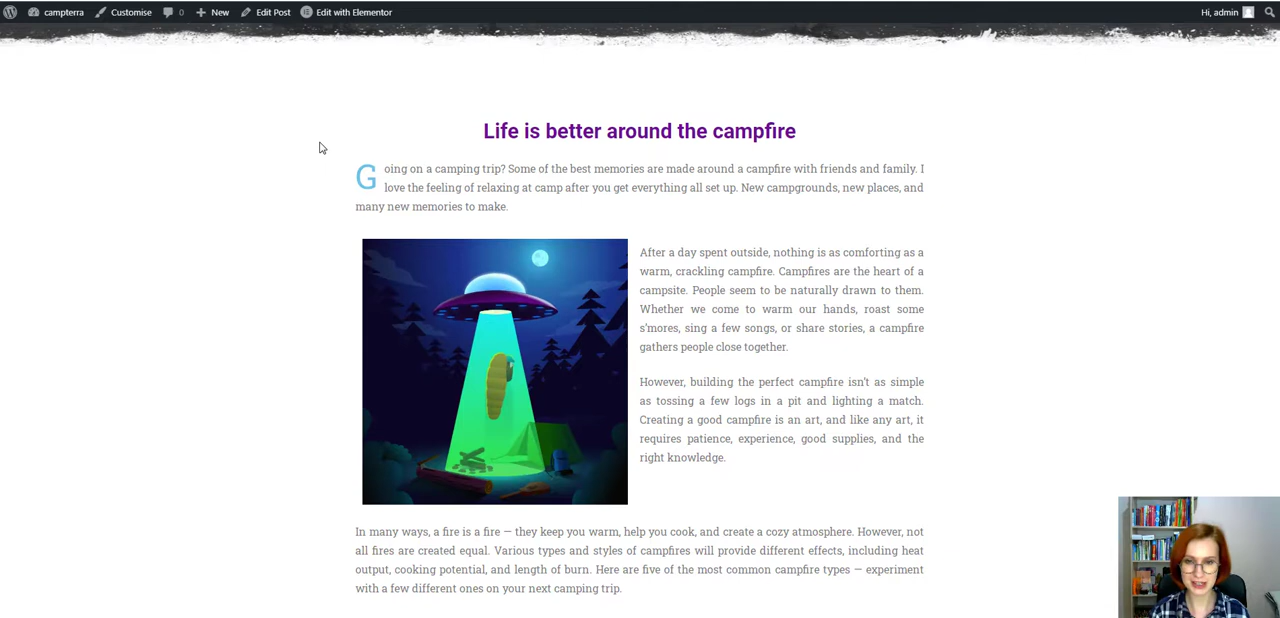 campterra Customise 0 New Edit Post Edit with Elementor Hi, admin
Life is better around the campfire
Going on a camping trip? Some of the best memories are made around a campfire with friends and family. I
love the feeling of relaxing at camp after you get everything all set up. New campgrounds, new places, and
many new memories to make.
After a day spent outside, nothing is as comforting as a
warm, crackling campfire. Campfires are the heart of a
campsite. People seem to be naturally drawn to them.
Whether we come to warm our hands, roast some
s'mores, sing a few songs, or share stories, a campfire
gathers people close together.
However, building the perfect campfire isn't as simple
as tossing a few logs in a pit and lighting a match.
Creating a good campfire is an art, and like any art, it
requires patience, experience, good supplies, and the
right knowledge.
In many ways, a fire is a fire — they keep you warm, help you cook, and create a cozy atmosphere. However, not
all fires are created equal. Various types and styles of campfires will provide different effects, including heat
output, cooking potential, and length of burn. Here are five of the most common campfire types — experiment
with a few different ones on your next camping trip.